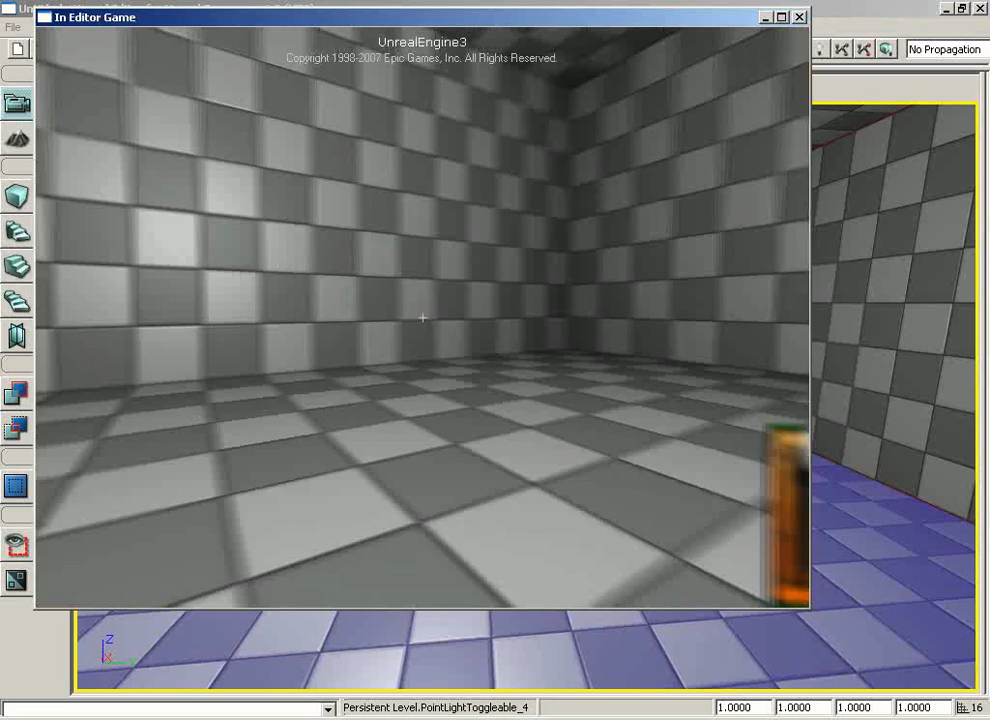 In Editor Game
File
UnrealEngine3
Copyright 1998-2007 Epic Games, Inc. All Rights Reserved.
No Propagation
Z
X
Persistent Level.PointLightToggleable_4
1.0000
1.0000
1.0000
1.0000
16